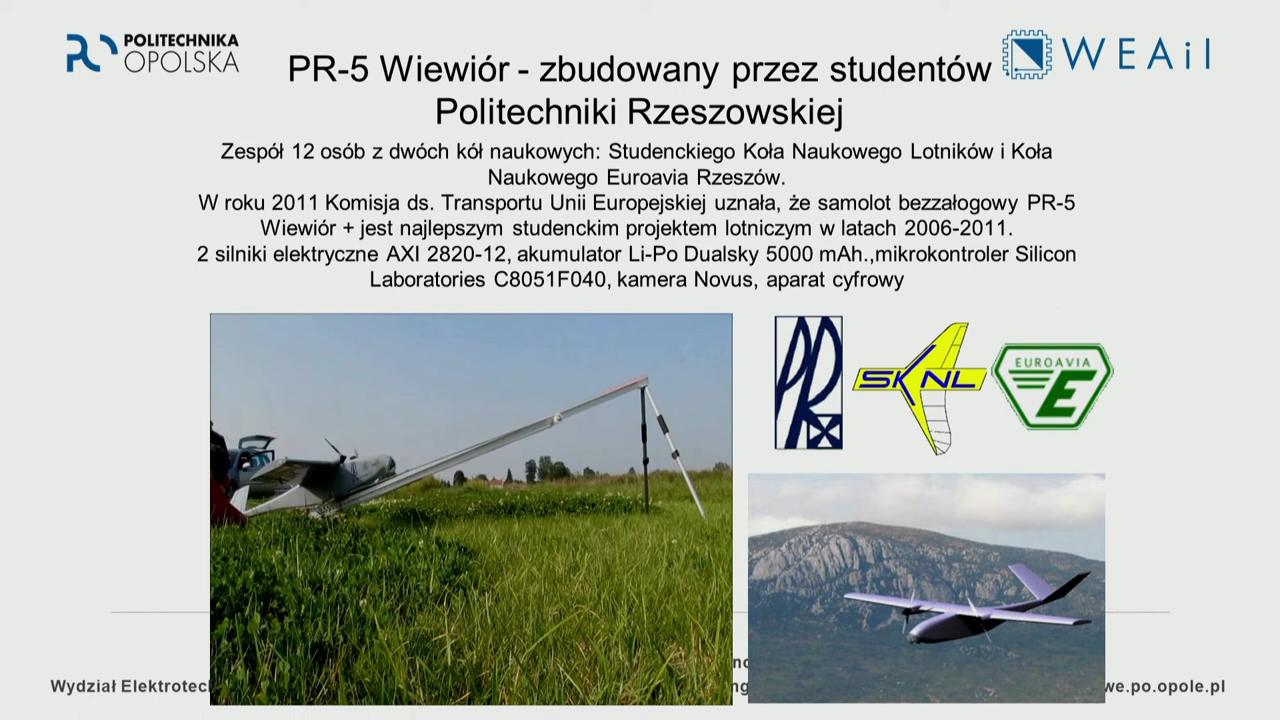 POLITECHNIKA
OPOLSKA
WEAiI
PR-5 Wiewiór - zbudowany przez studentów
Politechniki Rzeszowskiej
Zespół 12 osób z dwóch kół naukowych: Studenckiego Koła Naukowego Lotników i Koła
Naukowego Euroavia Rzeszów.
W roku 2011 Komisja ds. Transportu Unii Europejskiej uznała, że samolot bezzałogowy PR-5
Wiewiór + jest najlepszym studenckim projektem lotniczym w latach 2006-2011.
2 silniki elektryczne AXI 2820-12, akumulator Li-Po Dualsky 5000 mAh.,mikrokontroler Silicon
Laboratories C8051F040, kamera Novus, aparat cyfrowy
PR
SKNL
EUROAVIA
E
Wydział Elektrotec
we.po.opole.pl